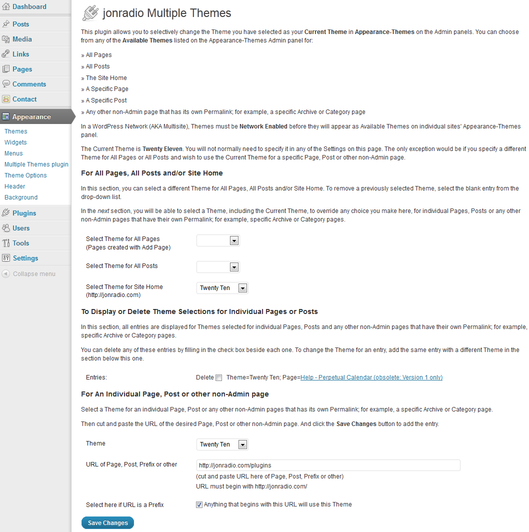 Dashboard
Posts
Media
Links
Pages
Comments
Contact
Appearance
Themes
Widgets
Menus
Multiple Themes plugin
Theme Options
Header
Background
Plugins
Users
Tools
Settings
Collapse menu
jonradio Multiple Themes
This plugin allows you to selectively change the Theme you have selected as your Current Theme in Appearance-Themes on the Admin panels. You can choose
from any of the Available Themes listed on the Appearance-Themes Admin panel for:
» All Pages
» All Posts
» The Site Home
» A Specific Page
» A Specific Post
» Any other non-Admin page that has its own Permalink; for example, a specific Archive or Category page
In a WordPress Network (AKA Multisite), Themes must be Network Enabled before they will appear as Available Themes on individual sites' Appearance-Themes
panel.
The Current Theme is Twenty Eleven. You will not normally need to specify it in any of the Settings on this page. The only exception would be if you specify a different
Theme for All Pages or All Posts and wish to use the Current Theme for a specific Page, Post or other non-Admin page.
For All Pages, All Posts and/or Site Home
In this section, you can select a different Theme for All Pages, All Posts and/or Site Home. To remove a previously selected Theme, select the blank entry from the
drop-down list.
In the next section, you will be able to select a Theme, including the Current Theme, to override any choice you make here, for individual Pages, Posts or any other
non-Admin pages that have their own Permalink; for example, specific Archive or Category pages.
Select Theme for All Pages
(Pages created with Add Page)
Select Theme for All Posts
Select Theme for Site Home Twenty Ten
(http://jonradio.com)
To Display or Delete Theme Selections for Individual Pages or Posts
In this section, all entries are displayed for Themes selected for individual Pages, Posts and any other non-Admin pages that have their own Permalink; for example,
specific Archive or Category pages.
You can delete any of these entries by filling in the check box beside each one. To change the Theme for an entry, add the same entry with a different Theme in the
section below this one.
Entries: Delete Theme=Twenty Ten; Page=Help - Perpetual Calendar (obsolete: Version 1 only)
For An Individual Page, Post or other non-Admin page
Select a Theme for an individual Page, Post or any other non-Admin pages that has its own Permalink; for example, a specific Archive or Category page.
Then cut and paste the URL of the desired Page, Post or other non-Admin page. And click the Save Changes button to add the entry.
Theme Twenty Ten
URL of Page, Post, Prefix or other http://jonradio.com/plugins
(cut and paste URL here of Page, Post, Prefix or other)
URL must begin with http://jonradio.com/
Select here if URL is a Prefix Anything that begins with this URL will use this Theme
Save Changes